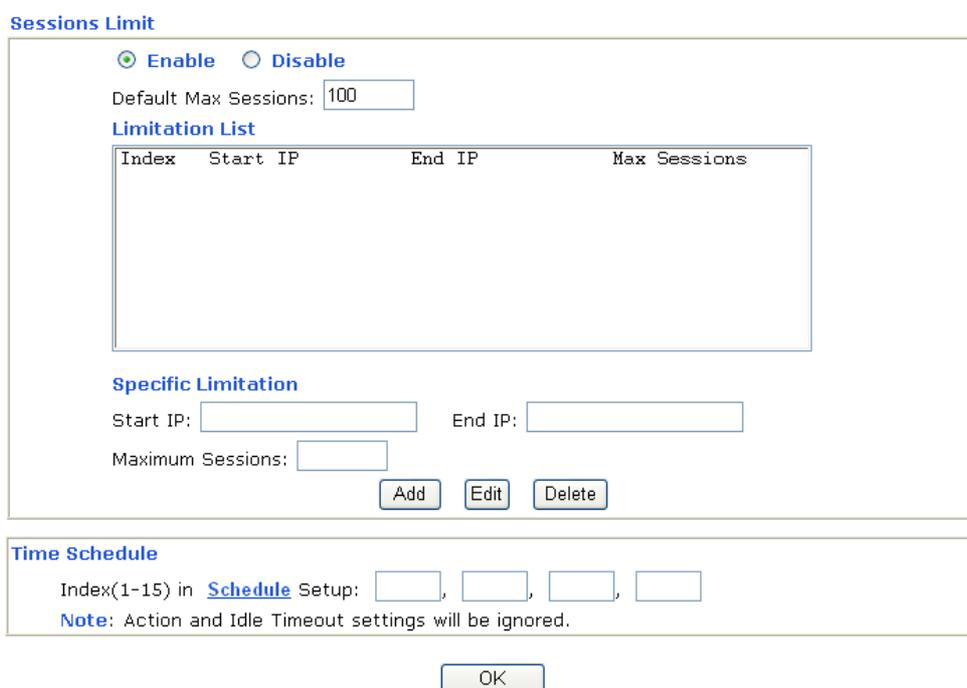 Sessions Limit
Enable Disable
Default Max Sessions: 100
Limitation List
Index Start IP End IP Max Sessions
Specific Limitation
Start IP: End IP:
Maximum Sessions:
Add Edit Delete
Time Schedule
Index(1-15) in Schedule Setup: , , ,
Note: Action and Idle Timeout settings will be ignored.
OK